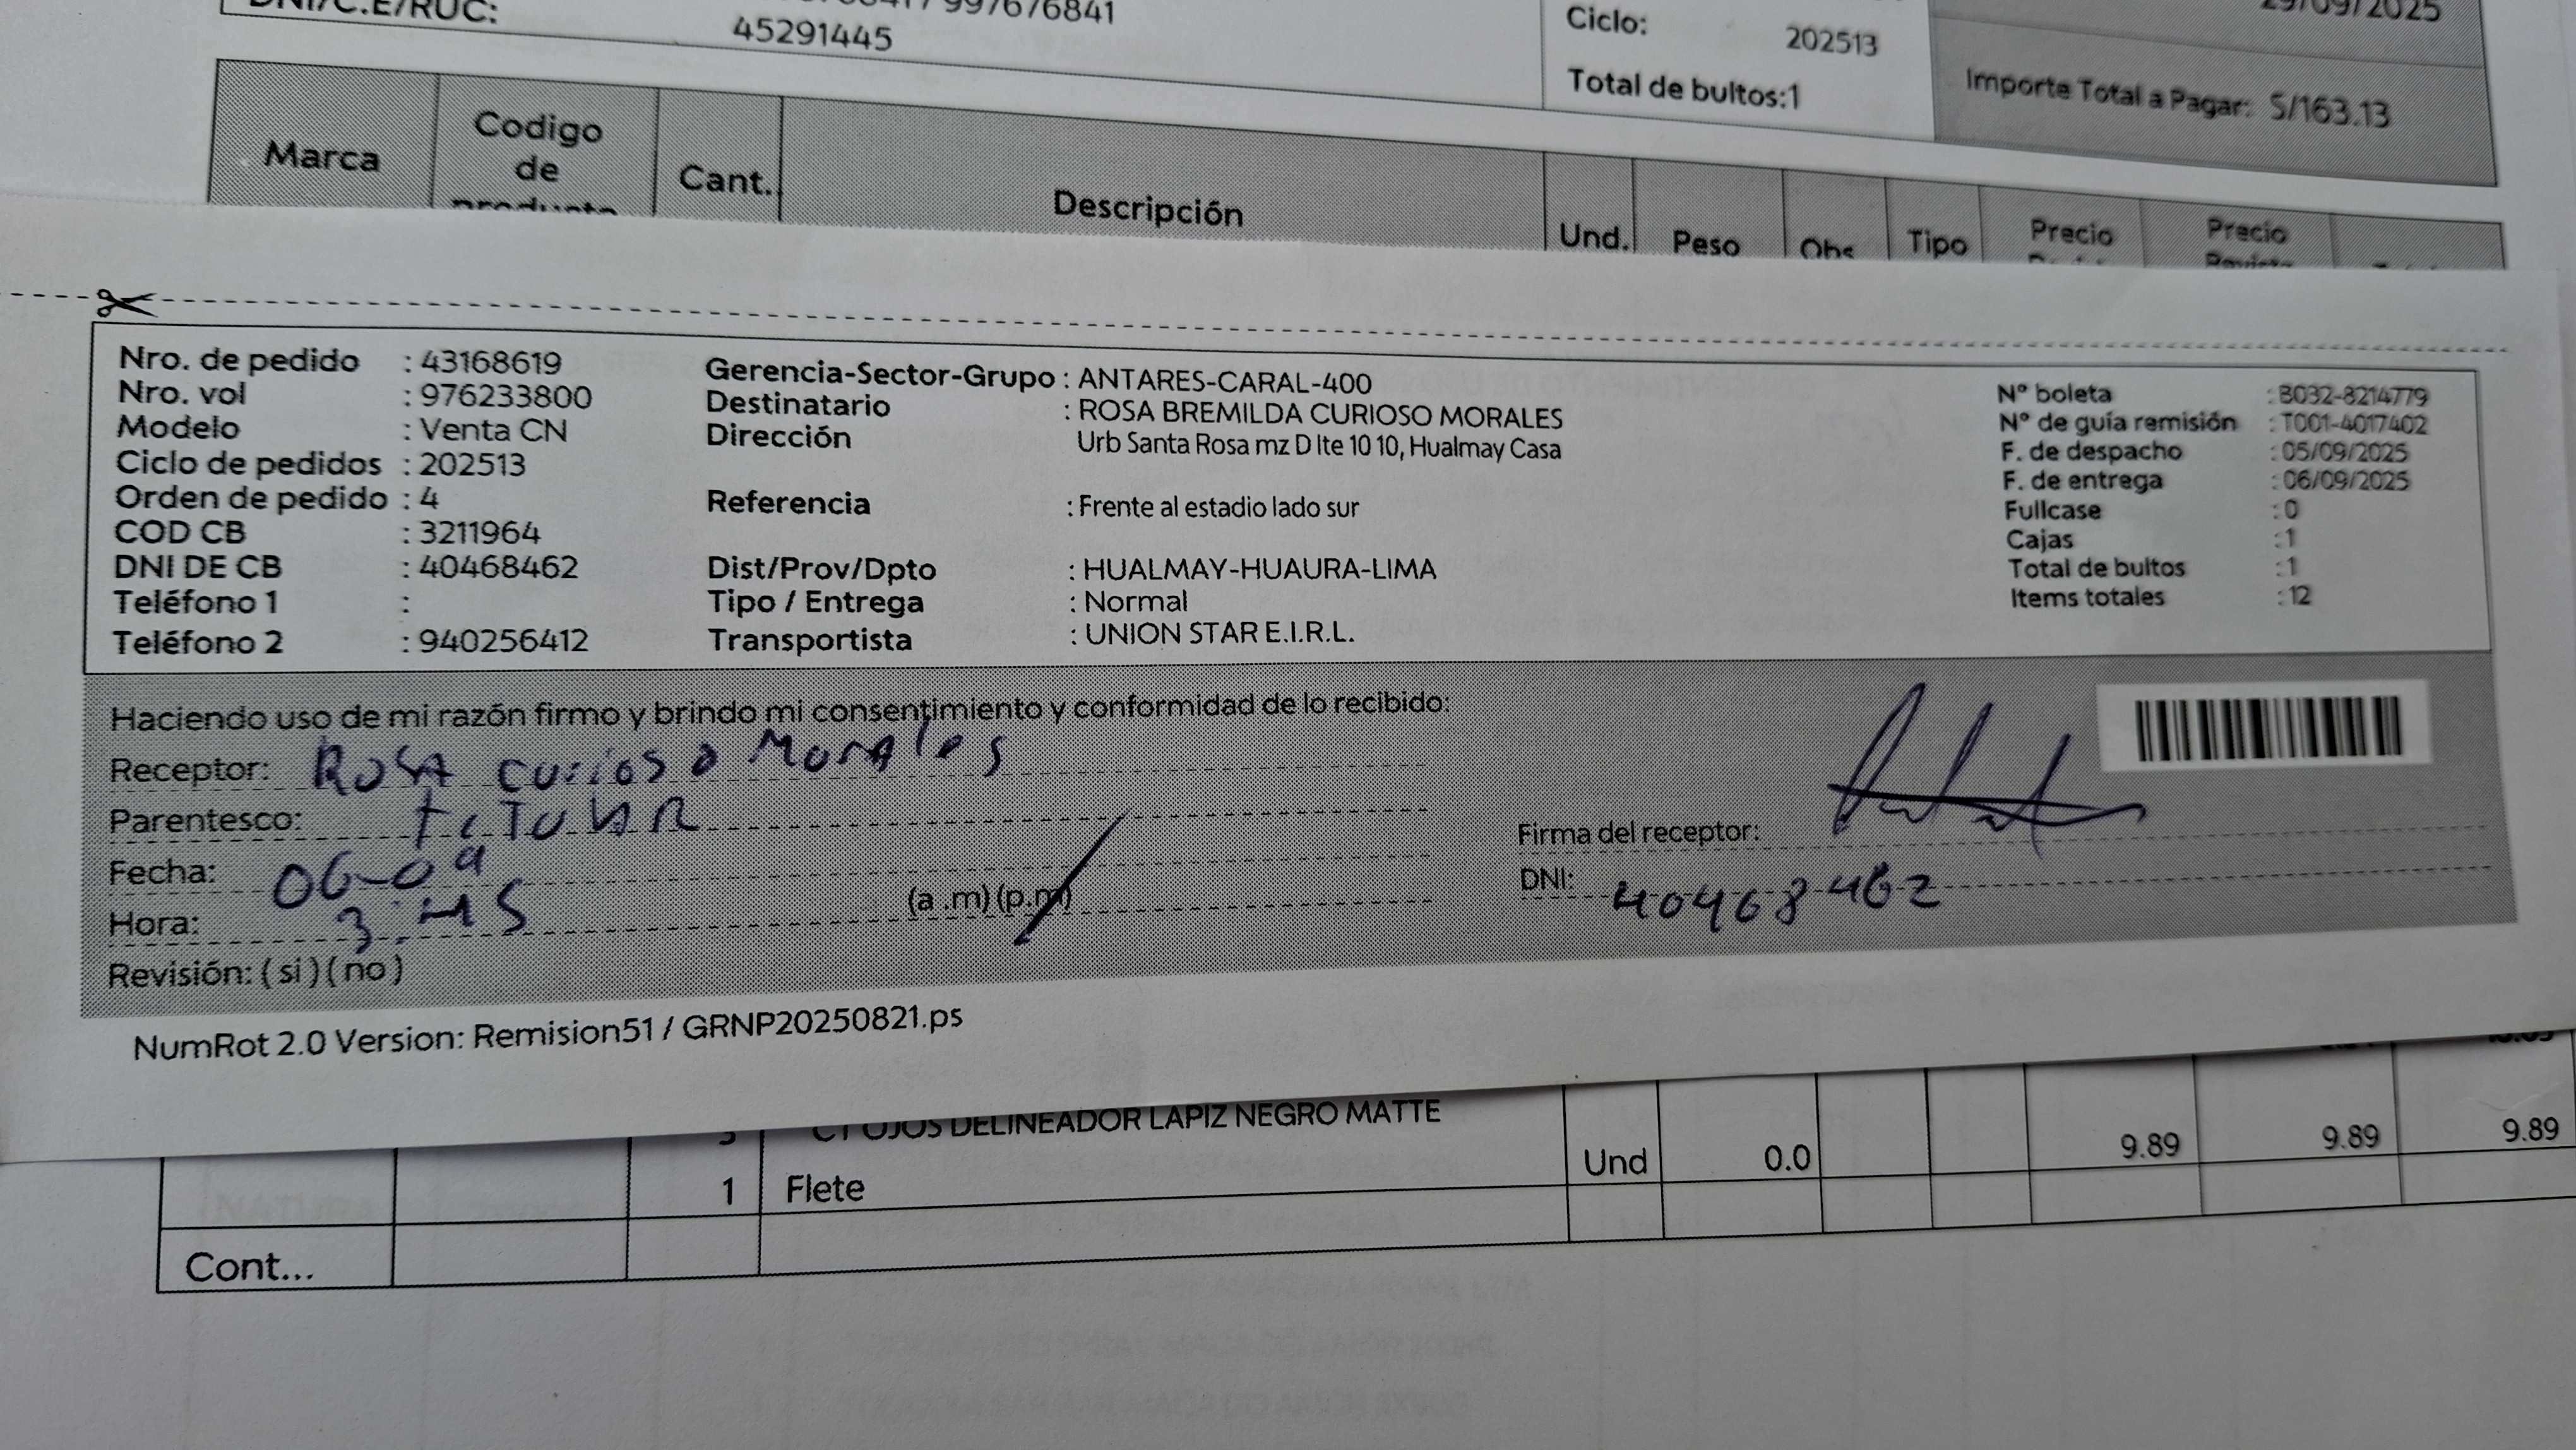 DNI/C.E/RUC: 997676841
45291445
Ciclo: 202513
Total de bultos:1
29/09/2025
Importe Total a Pagar: S/163.13
Marca
Codigo
de
producto
Cant.
Descripción
Und.
Peso
Obs
Tipo
Precio
Precio
Nro. de pedido : 43168619
Nro. vol : 976233800
Modelo : Venta CN
Ciclo de pedidos : 202513
Orden de pedido : 4
COD CB : 3211964
DNI DE CB : 40468462
Teléfono 1 :
Teléfono 2 : 940256412
Gerencia-Sector-Grupo : ANTARES-CARAL-400
Destinatario : ROSA BREMILDA CURIOSO MORALES
Dirección Urb Santa Rosa mz D lte 10 10, Hualmay Casa
Referencia : Frente al estadio lado sur
Dist/Prov/Dpto : HUALMAY-HUAURA-LIMA
Tipo / Entrega : Normal
Transportista : UNION STAR E.I.R.L.
N° boleta : B032-8214779
N° de guía remisión : T001-4017402
F. de despacho : 05/09/2025
F. de entrega : 06/09/2025
Fullcase : 0
Cajas : 1
Total de bultos : 1
Items totales : 12
Haciendo uso de mi razón firmo y brindo mi consentimiento y conformidad de lo recibido:
Receptor: Rosa curioso Morales
Parentesco: titular
Fecha: 06-09
Hora: 3:45 (a .m) (p.m)
Revisión: ( si ) ( no )
Firma del receptor:
DNI: 40468462
NumRot 2.0 Version: Remision51 / GRNP20250821.ps
CT OJOS DELINEADOR LAPIZ NEGRO MATTE
1 Flete Und 0.0 9.89 9.89 9.89
Cont...